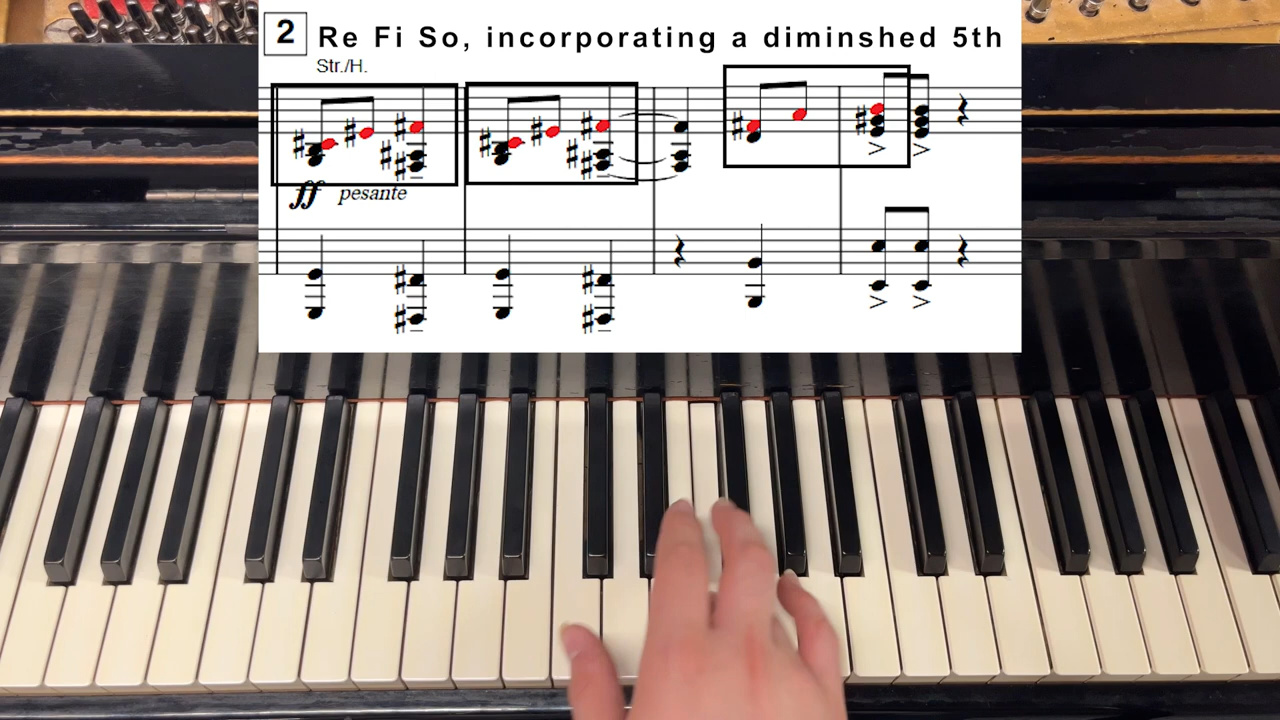 2 Re Fi So, incorporating a diminshed 5th
Str./H.
ff pesante